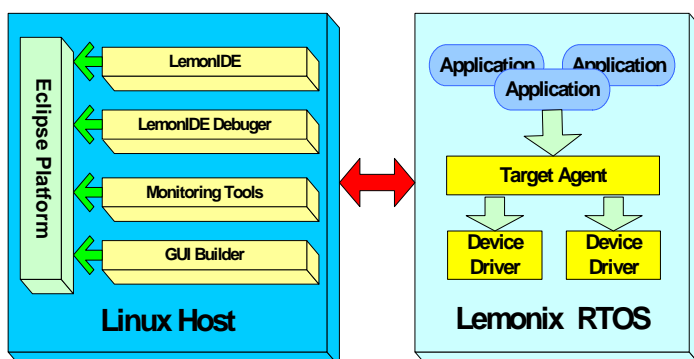 Eclipse Platform
LemonIDE
LemonIDE Debuger
Monitoring Tools
GUI Builder
Linux Host
Application
Application
Application
Target Agent
Device
Driver
Device
Driver
Lemonix RTOS